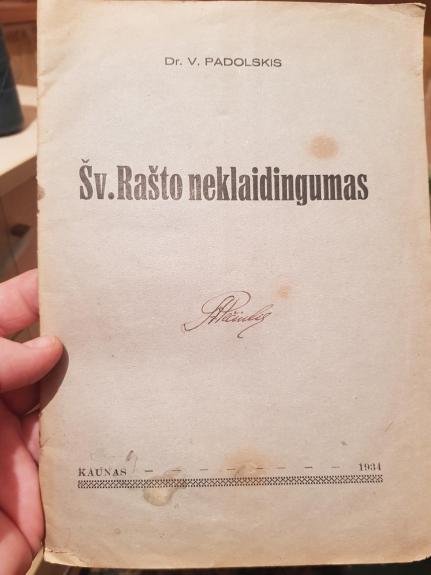 Dr. V. PADOLSKIS
Šv. Rašto neklaidingumas
KAUNAS – – – – – – – – 1934